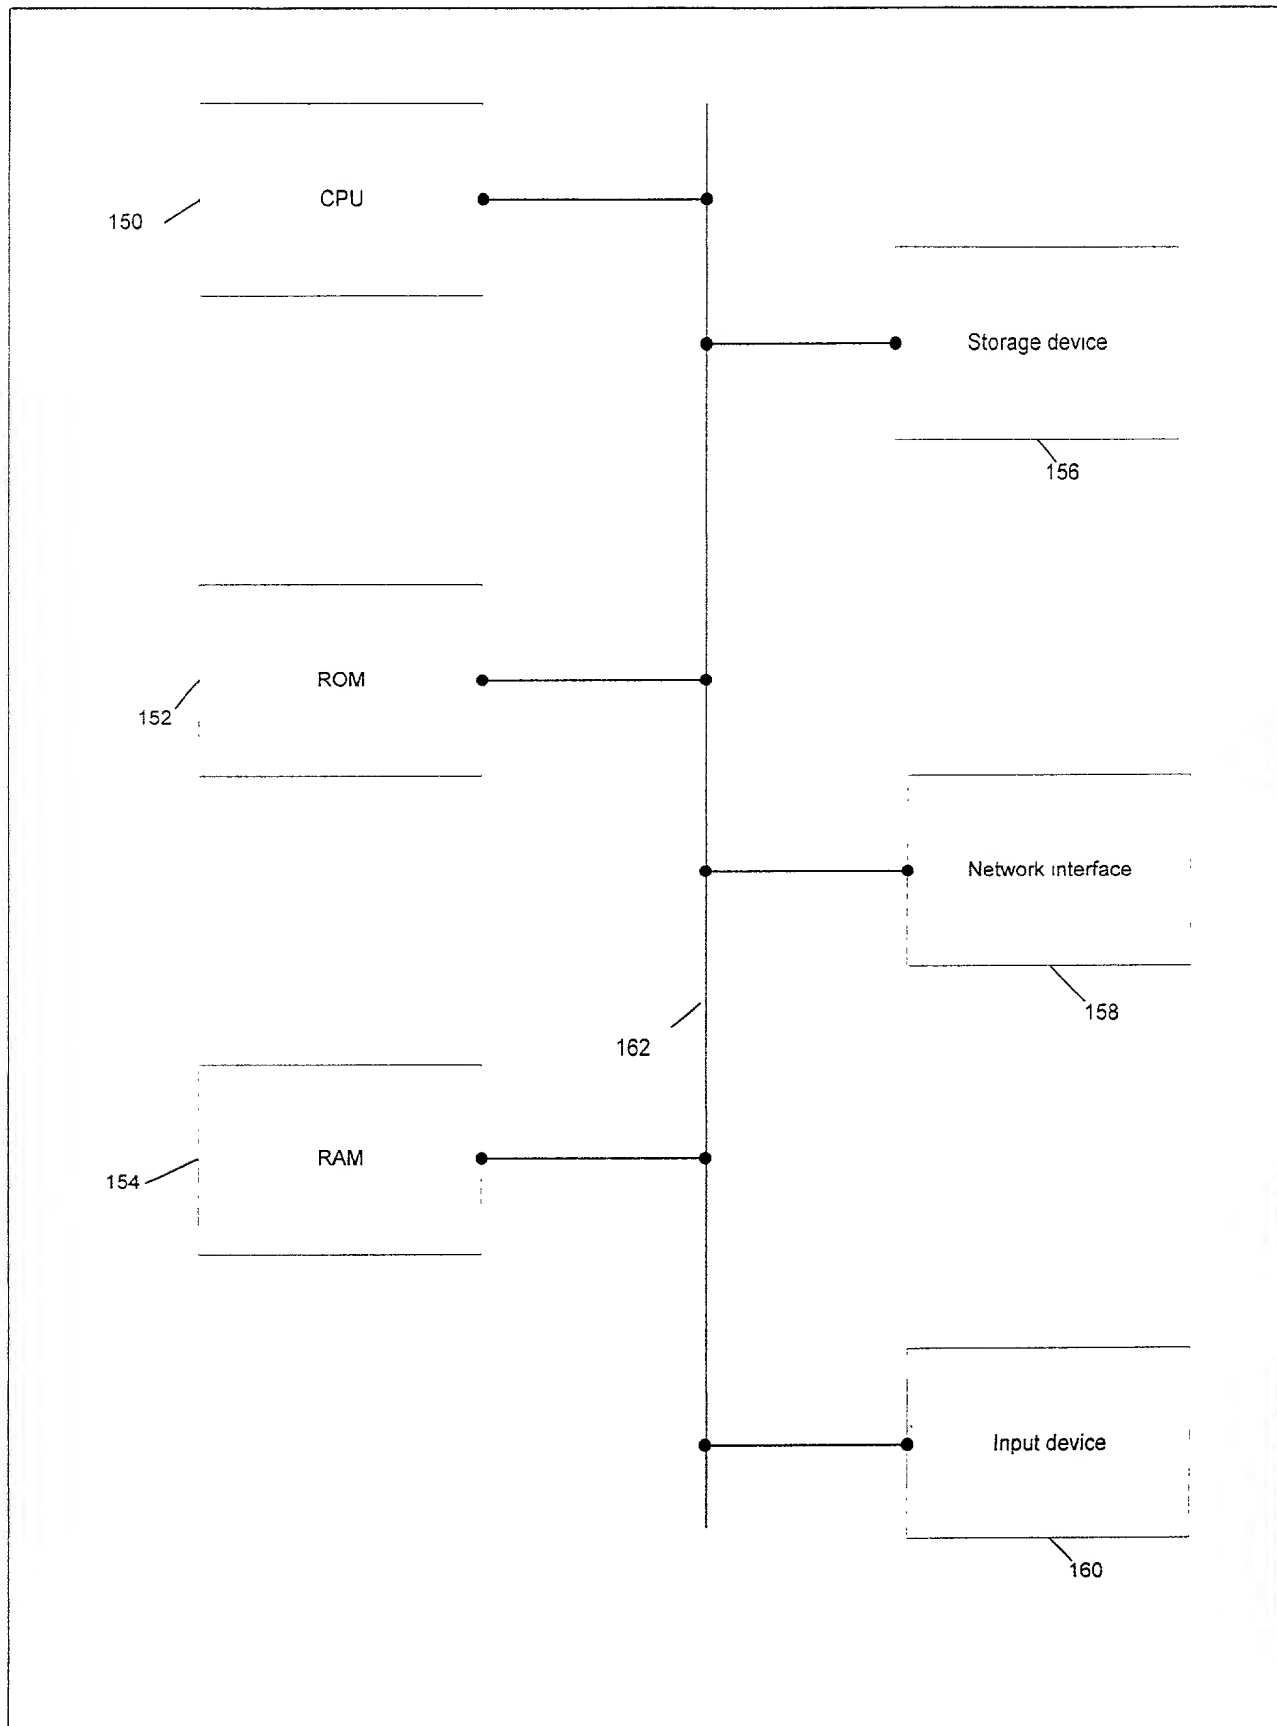 CPU
150
Storage device
156
ROM
152
Network interface
158
162
RAM
154
Input device
160